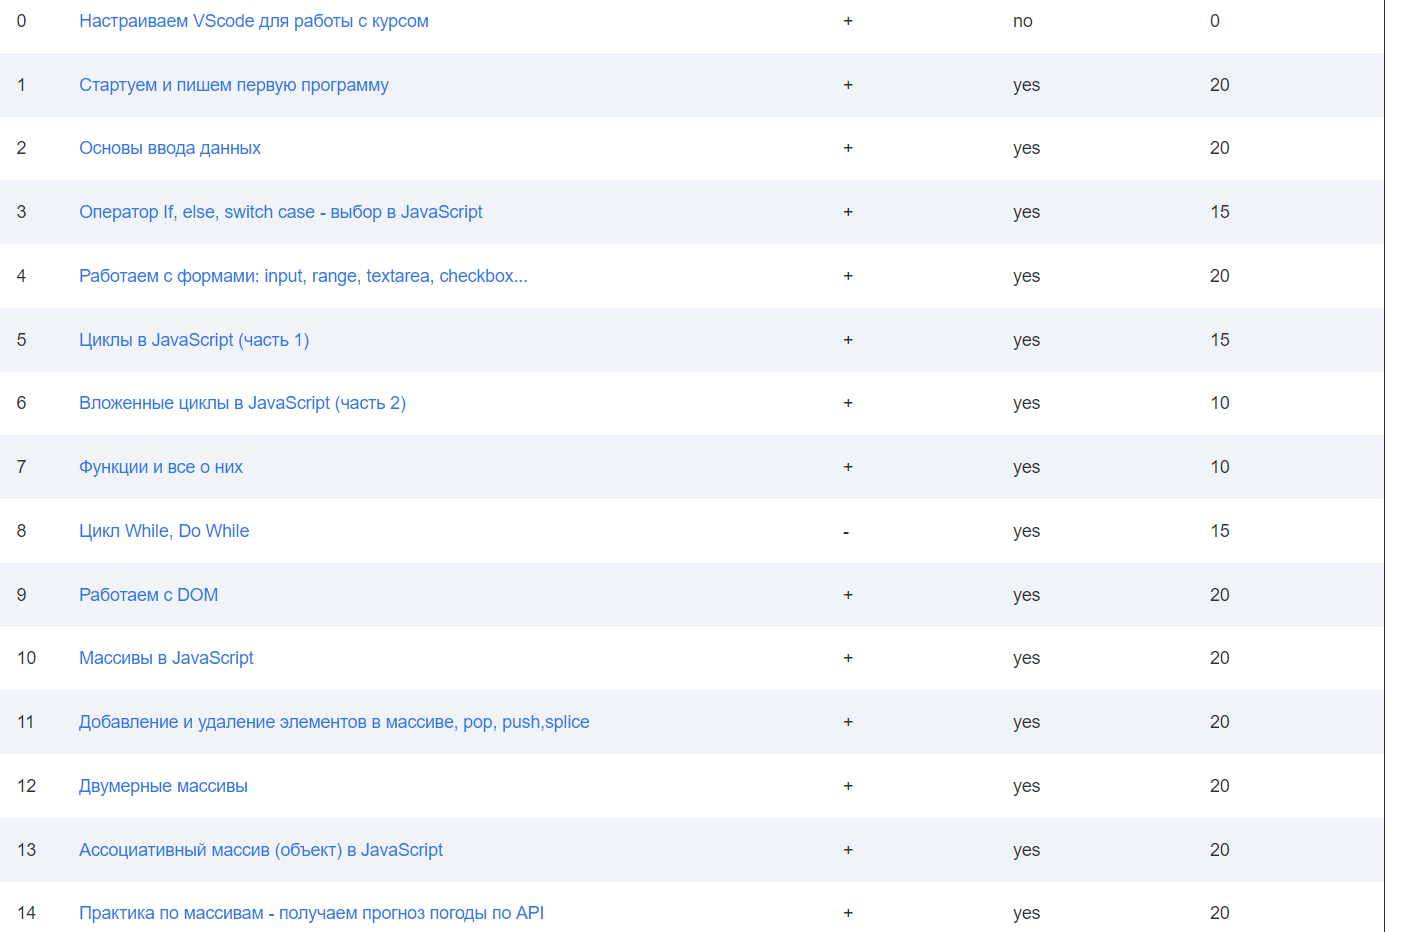 0 Настраиваем VScode для работы с курсом + no 0
1 Стартуем и пишем первую программу + yes 20
2 Основы ввода данных + yes 20
3 Оператор If, else, switch case - выбор в JavaScript + yes 15
4 Работаем с формами: input, range, textarea, checkbox... + yes 20
5 Циклы в JavaScript (часть 1) + yes 15
6 Вложенные циклы в JavaScript (часть 2) + yes 10
7 Функции и все о них + yes 10
8 Цикл While, Do While - yes 15
9 Работаем с DOM + yes 20
10 Массивы в JavaScript + yes 20
11 Добавление и удаление элементов в массиве, pop, push,splice + yes 20
12 Двумерные массивы + yes 20
13 Ассоциативный массив (объект) в JavaScript + yes 20
14 Практика по массивам - получаем прогноз погоды по API + yes 20